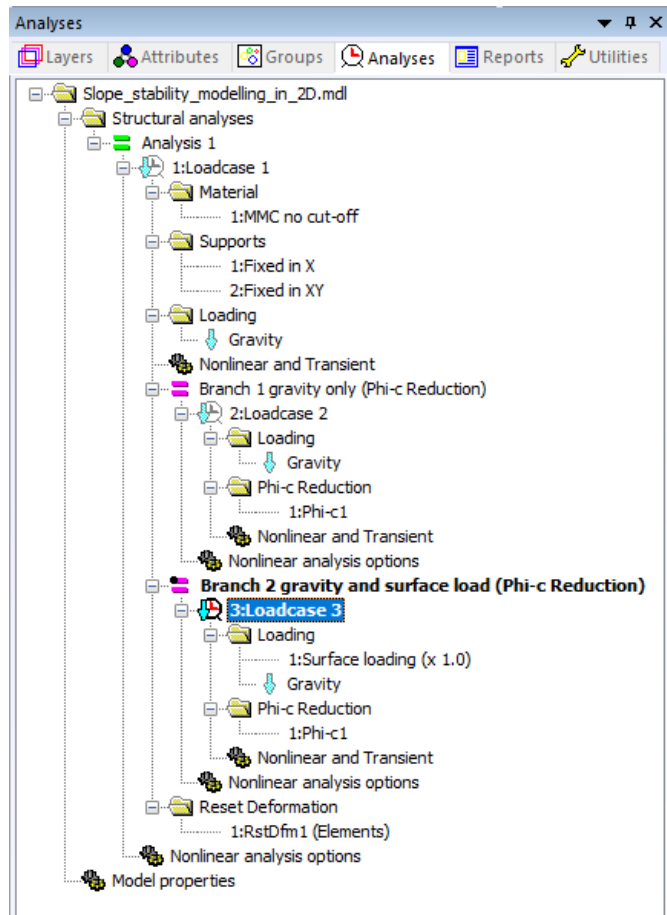 Analyses
Layers Attributes Groups Analyses Reports Utilities
Slope_stability_modelling_in_2D.mdl
Structural analyses
Analysis 1
1:Loadcase 1
Material
1:MMC no cut-off
Supports
1:Fixed in X
2:Fixed in XY
Loading
Gravity
Nonlinear and Transient
Branch 1 gravity only (Phi-c Reduction)
2:Loadcase 2
Loading
Gravity
Phi-c Reduction
1:Phi-c1
Nonlinear and Transient
Nonlinear analysis options
Branch 2 gravity and surface load (Phi-c Reduction)
3:Loadcase 3
Loading
1:Surface loading (x 1.0)
Gravity
Phi-c Reduction
1:Phi-c1
Nonlinear and Transient
Nonlinear analysis options
Reset Deformation
1:RstDfm1 (Elements)
Nonlinear analysis options
Model properties